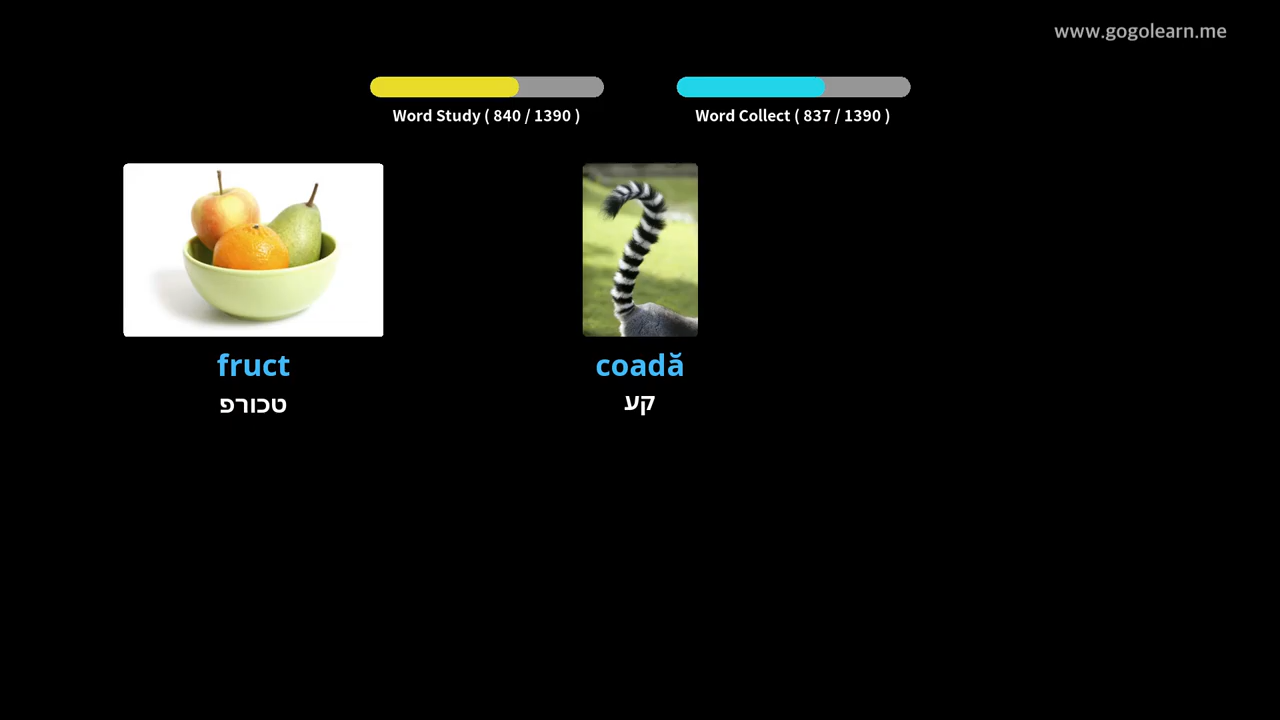 www.gogolearn.me
Word Study ( 840 / 1390 )
Word Collect ( 837 / 1390 )
fruct
טכורפ
coadă
קע